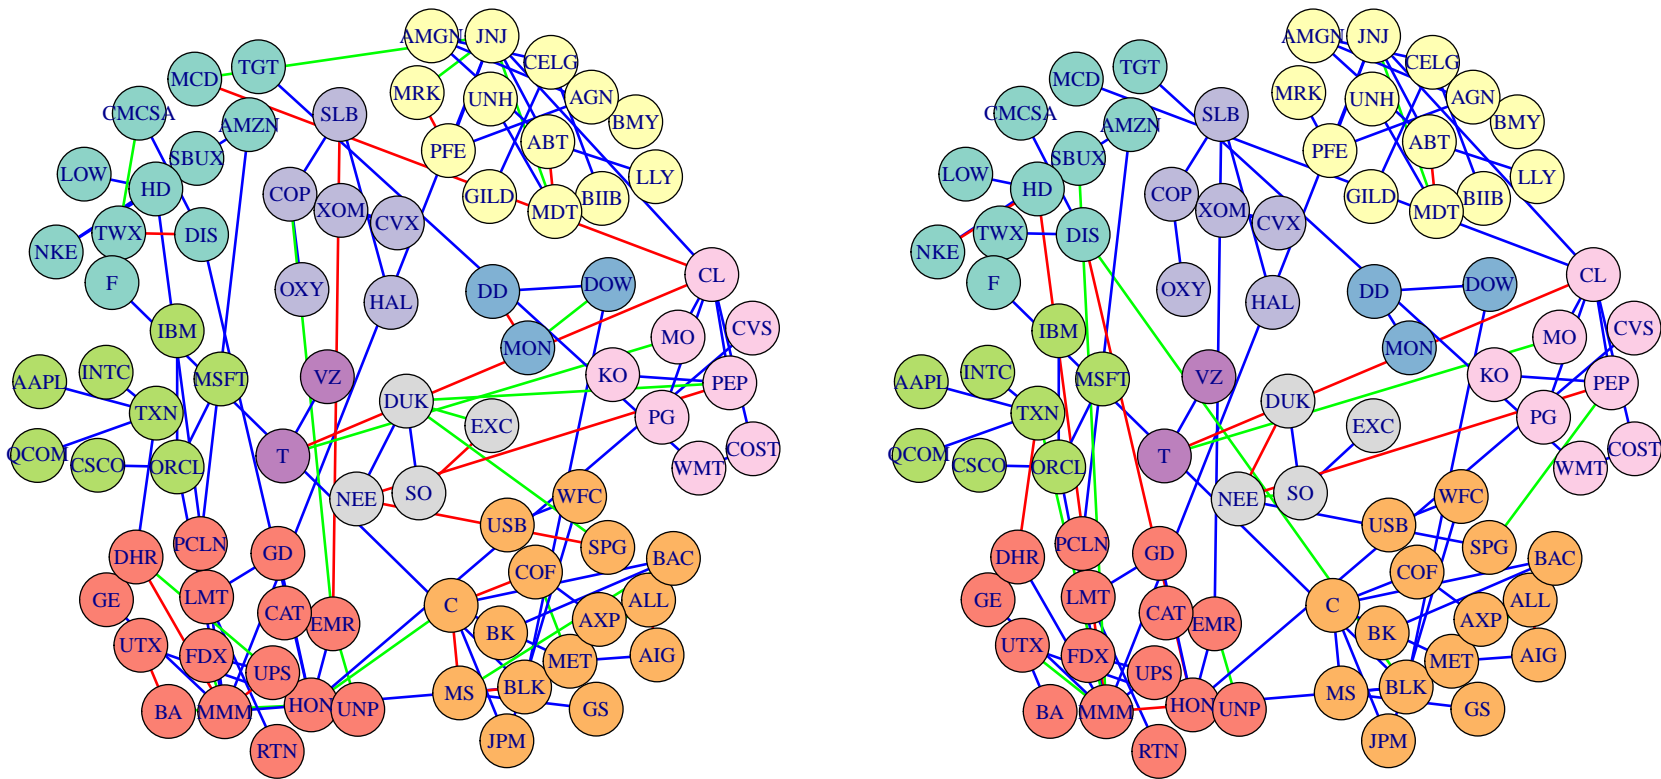 AMGN
JNJ
TGT
CELG
MCD
MRK
UNH
AGN
CMCSA
SLB
AMZN
BMY
PFE
ABT
SBUX
LOW
HD
COP
GILD
LLY
BIIB
XOM
MDT
CVX
TWX
DIS
NKE
CL
F
OXY
DD
DOW
HAL
IBM
MO
CVS
MON
INTC
AAPL
MSFT
VZ
KO
PEP
DUK
TXN
PG
EXC
QCOM
CSCO
ORCL
T
WMT
COST
NEE
SO
WFC
USB
PCLN
SPG
DHR
GD
COF
BAC
GE
LMT
C
ALL
CAT
EMR
BK
AXP
UTX
FDX
MET
AIG
UPS
BLK
MS
BA
MMM
HON
UNP
GS
RTN
JPM
AMGN
JNJ
TGT
CELG
MCD
MRK
UNH
AGN
CMCSA
SLB
AMZN
BMY
PFE
ABT
SBUX
LOW
HD
COP
GILD
LLY
BIIB
XOM
MDT
CVX
TWX
DIS
NKE
CL
F
OXY
DD
DOW
HAL
IBM
MO
CVS
MON
INTC
AAPL
MSFT
VZ
KO
PEP
DUK
TXN
PG
EXC
QCOM
CSCO
ORCL
T
WMT
COST
NEE
SO
WFC
USB
PCLN
SPG
DHR
GD
COF
BAC
GE
LMT
C
ALL
CAT
EMR
BK
AXP
UTX
FDX
MET
AIG
UPS
BLK
MS
BA
MMM
HON
UNP
GS
RTN
JPM